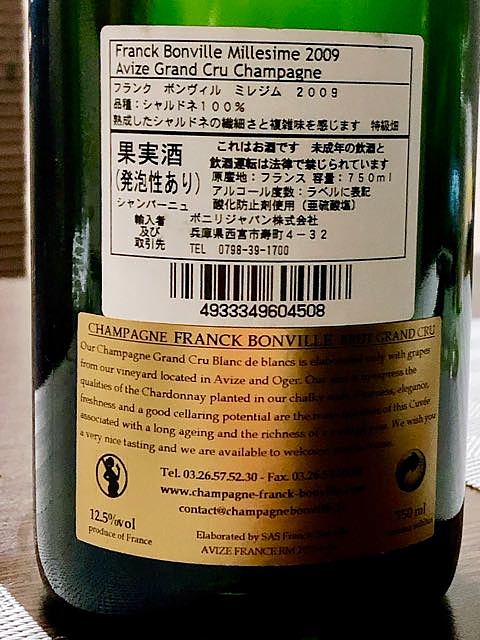 Franck Bonville Millesime 2009
Avize Grand Cru Champagne
フランク ボンヴィル ミレジム 2009
品種：シャルドネ１００％
熟成したシャルドネの繊細さと複雑味を感じます 特級畑
果実酒
(発泡性あり)
シャンパーニュ
これはお酒です 未成年の飲酒と
飲酒運転は法律で禁じられています
原産地：フランス 容量：750ml
アルコール度数：ラベルに表記
酸化防止剤使用（亜硫酸塩）
輸入者
及び
取引先
ボニリジャパン株式会社
兵庫県西宮市寿町４－３２
TEL 0798-39-1700
4933349604508
CHAMPAGNE FRANCK BONVILLE BRUT GRAND CRU
Our Champagne Grand Cru Blanc de blancs is elaborated only with grapes
from our vineyard located in Avize and Oger. Our express the
qualities of the Chardonnay planted in our chalky elegance,
freshness and a good cellaring potential are the of this Cuvée
associated with a long ageing and the richness of a We wish you
a very nice tasting and we are available to welcome
Tel. 03.26.57.52.30 - Fax. 03.26
www.champagne-franck-bonville
contact@champagnebonville
12.5%vol
produce of France
750 ml
Elaborated by SAS Franck
AVIZE FRANCE RM